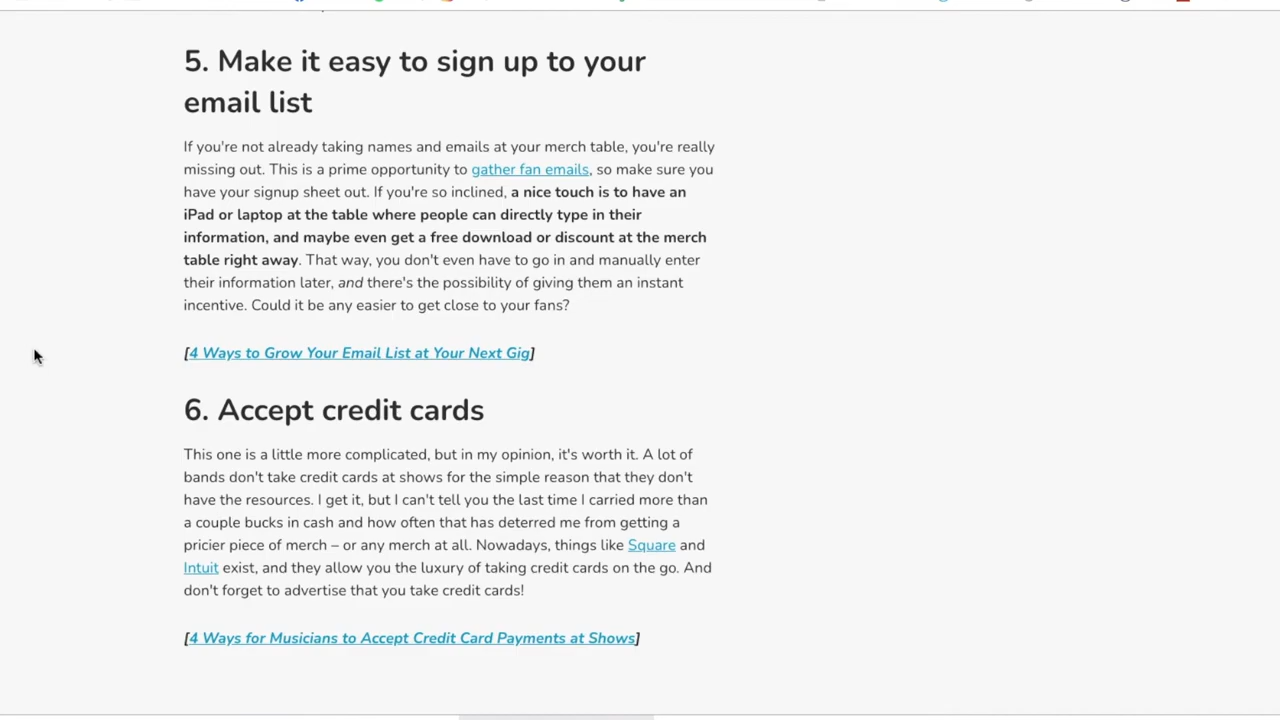 5. Make it easy to sign up to your
email list
If you're not already taking names and emails at your merch table, you're really
missing out. This is a prime opportunity to gather fan emails, so make sure you
have your signup sheet out. If you're so inclined, a nice touch is to have an
iPad or laptop at the table where people can directly type in their
information, and maybe even get a free download or discount at the merch
table right away. That way, you don't even have to go in and manually enter
their information later, and there's the possibility of giving them an instant
incentive. Could it be any easier to get close to your fans?
[4 Ways to Grow Your Email List at Your Next Gig]
6. Accept credit cards
This one is a little more complicated, but in my opinion, it's worth it. A lot of
bands don't take credit cards at shows for the simple reason that they don't
have the resources. I get it, but I can't tell you the last time I carried more than
a couple bucks in cash and how often that has deterred me from getting a
pricier piece of merch – or any merch at all. Nowadays, things like Square and
Intuit exist, and they allow you the luxury of taking credit cards on the go. And
don't forget to advertise that you take credit cards!
[4 Ways for Musicians to Accept Credit Card Payments at Shows]